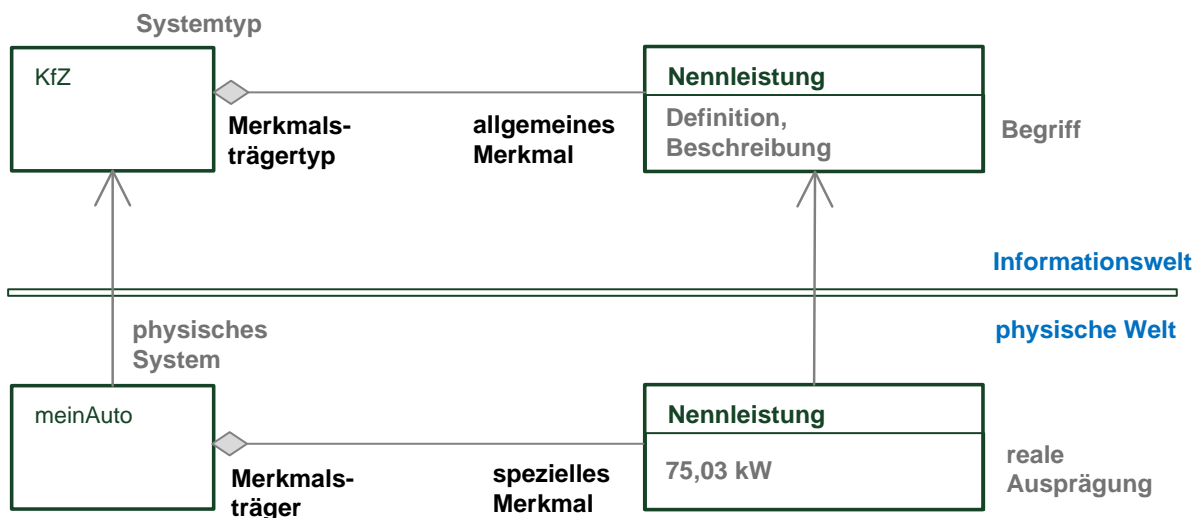 Systemtyp
KfZ
Merkmals-
trägertyp
allgemeines
Merkmal
Nennleistung
Definition,
Beschreibung
Begriff
Informationswelt
physische Welt
physisches
System
meinAuto
Merkmals-
träger
spezielles
Merkmal
Nennleistung
75,03 kW
reale
Ausprägung